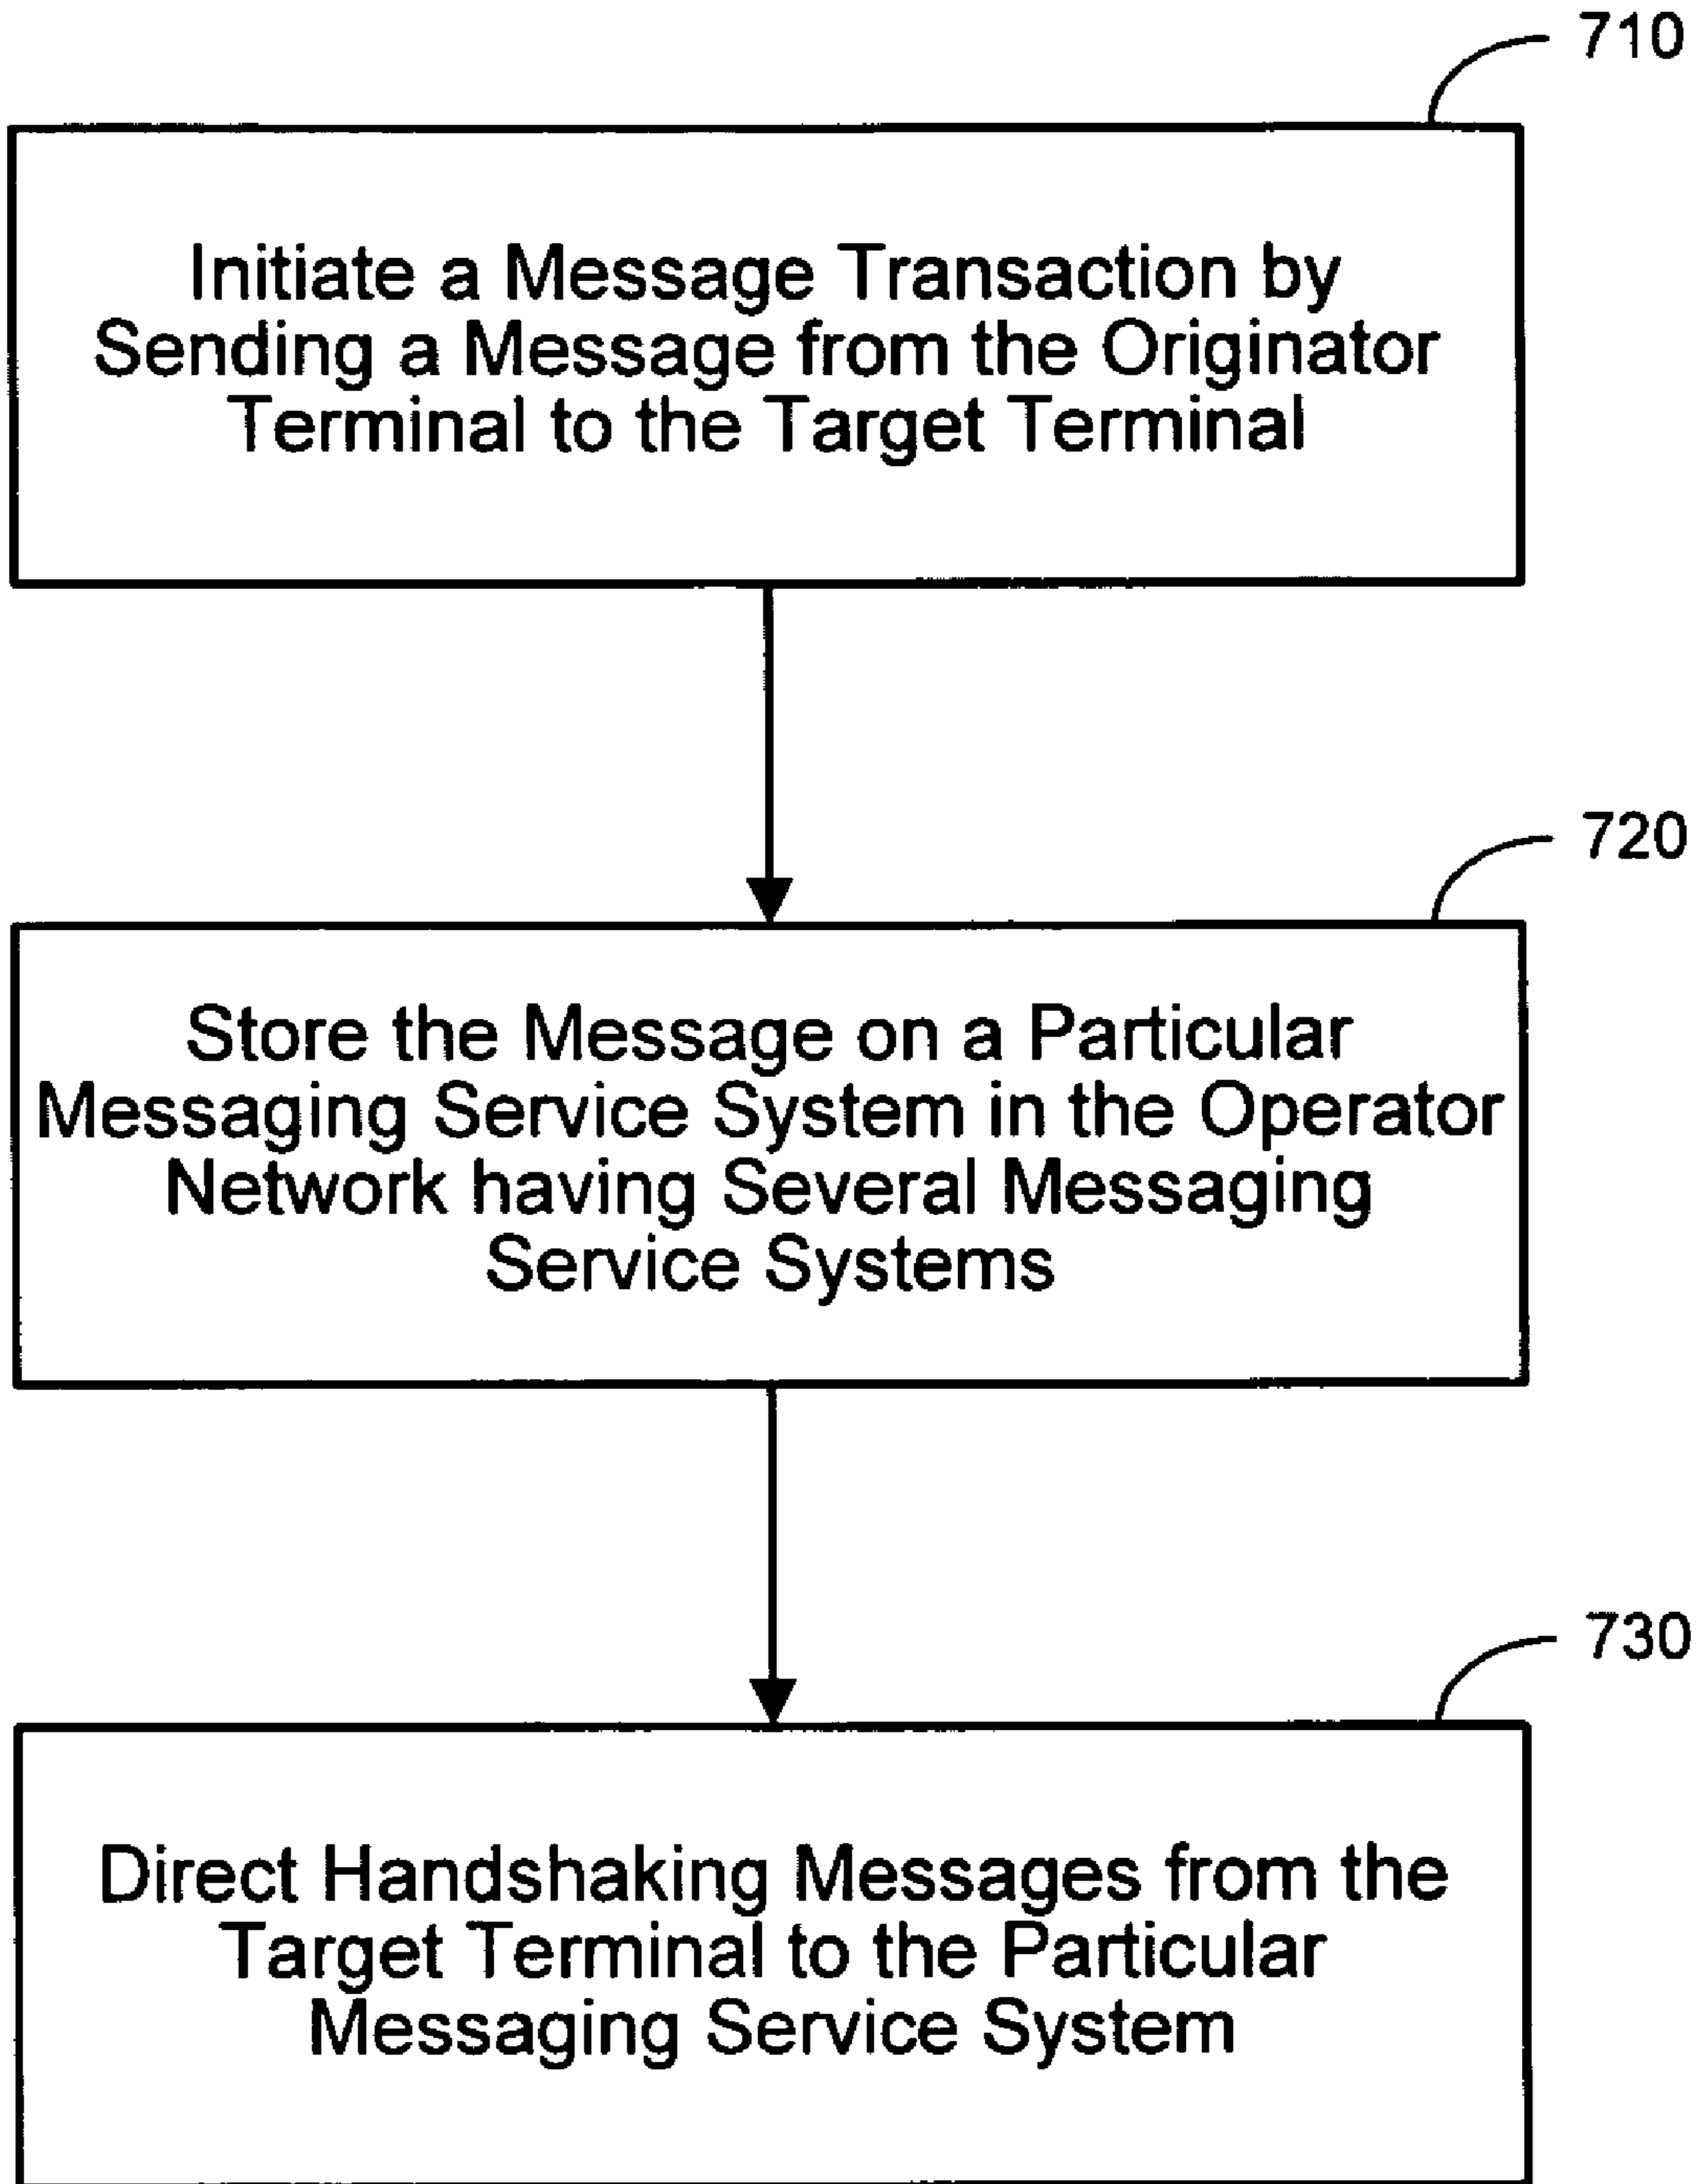 710
Initiate a Message Transaction by
Sending a Message from the Originator
Terminal to the Target Terminal
720
Store the Message on a Particular
Messaging Service System in the Operator
Network having Several Messaging
Service Systems
730
Direct Handshaking Messages from the
Target Terminal to the Particular
Messaging Service System